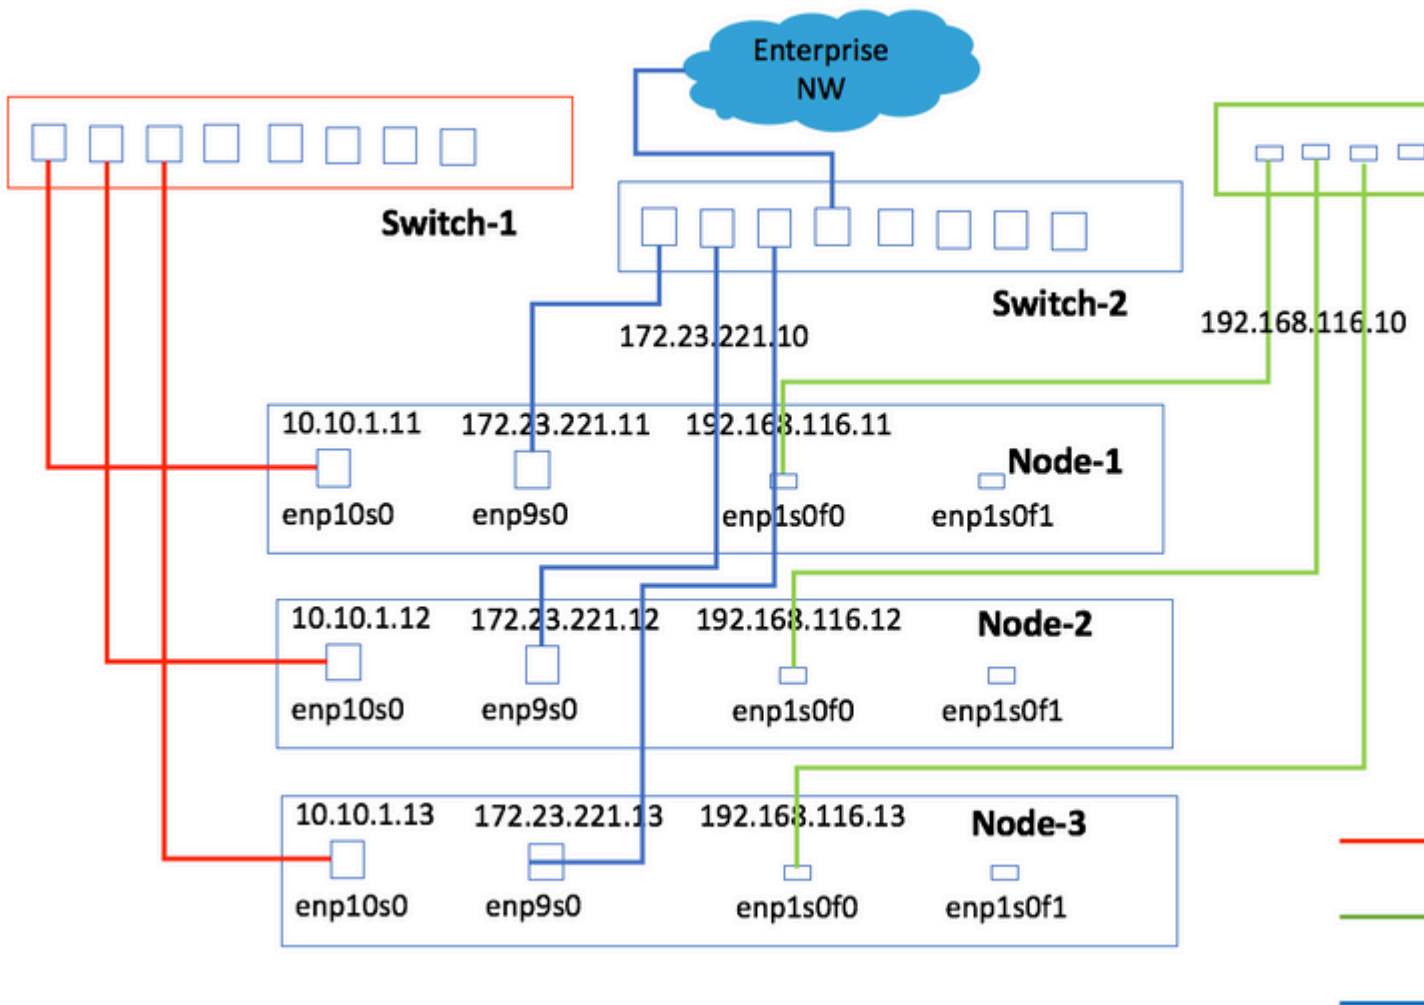 Enterprise
NW
Switch-1
Switch-2
172.23.221.10
192.168.116.10
10.10.1.11 172.23.221.11 192.168.116.11
Node-1
enp10s0 enp9s0 enp1s0f0 enp1s0f1
10.10.1.12 172.23.221.12 192.168.116.12 Node-2
enp10s0 enp9s0 enp1s0f0 enp1s0f1
10.10.1.13 172.23.221.13 192.168.116.13 Node-3
enp10s0 enp9s0 enp1s0f0 enp1s0f1